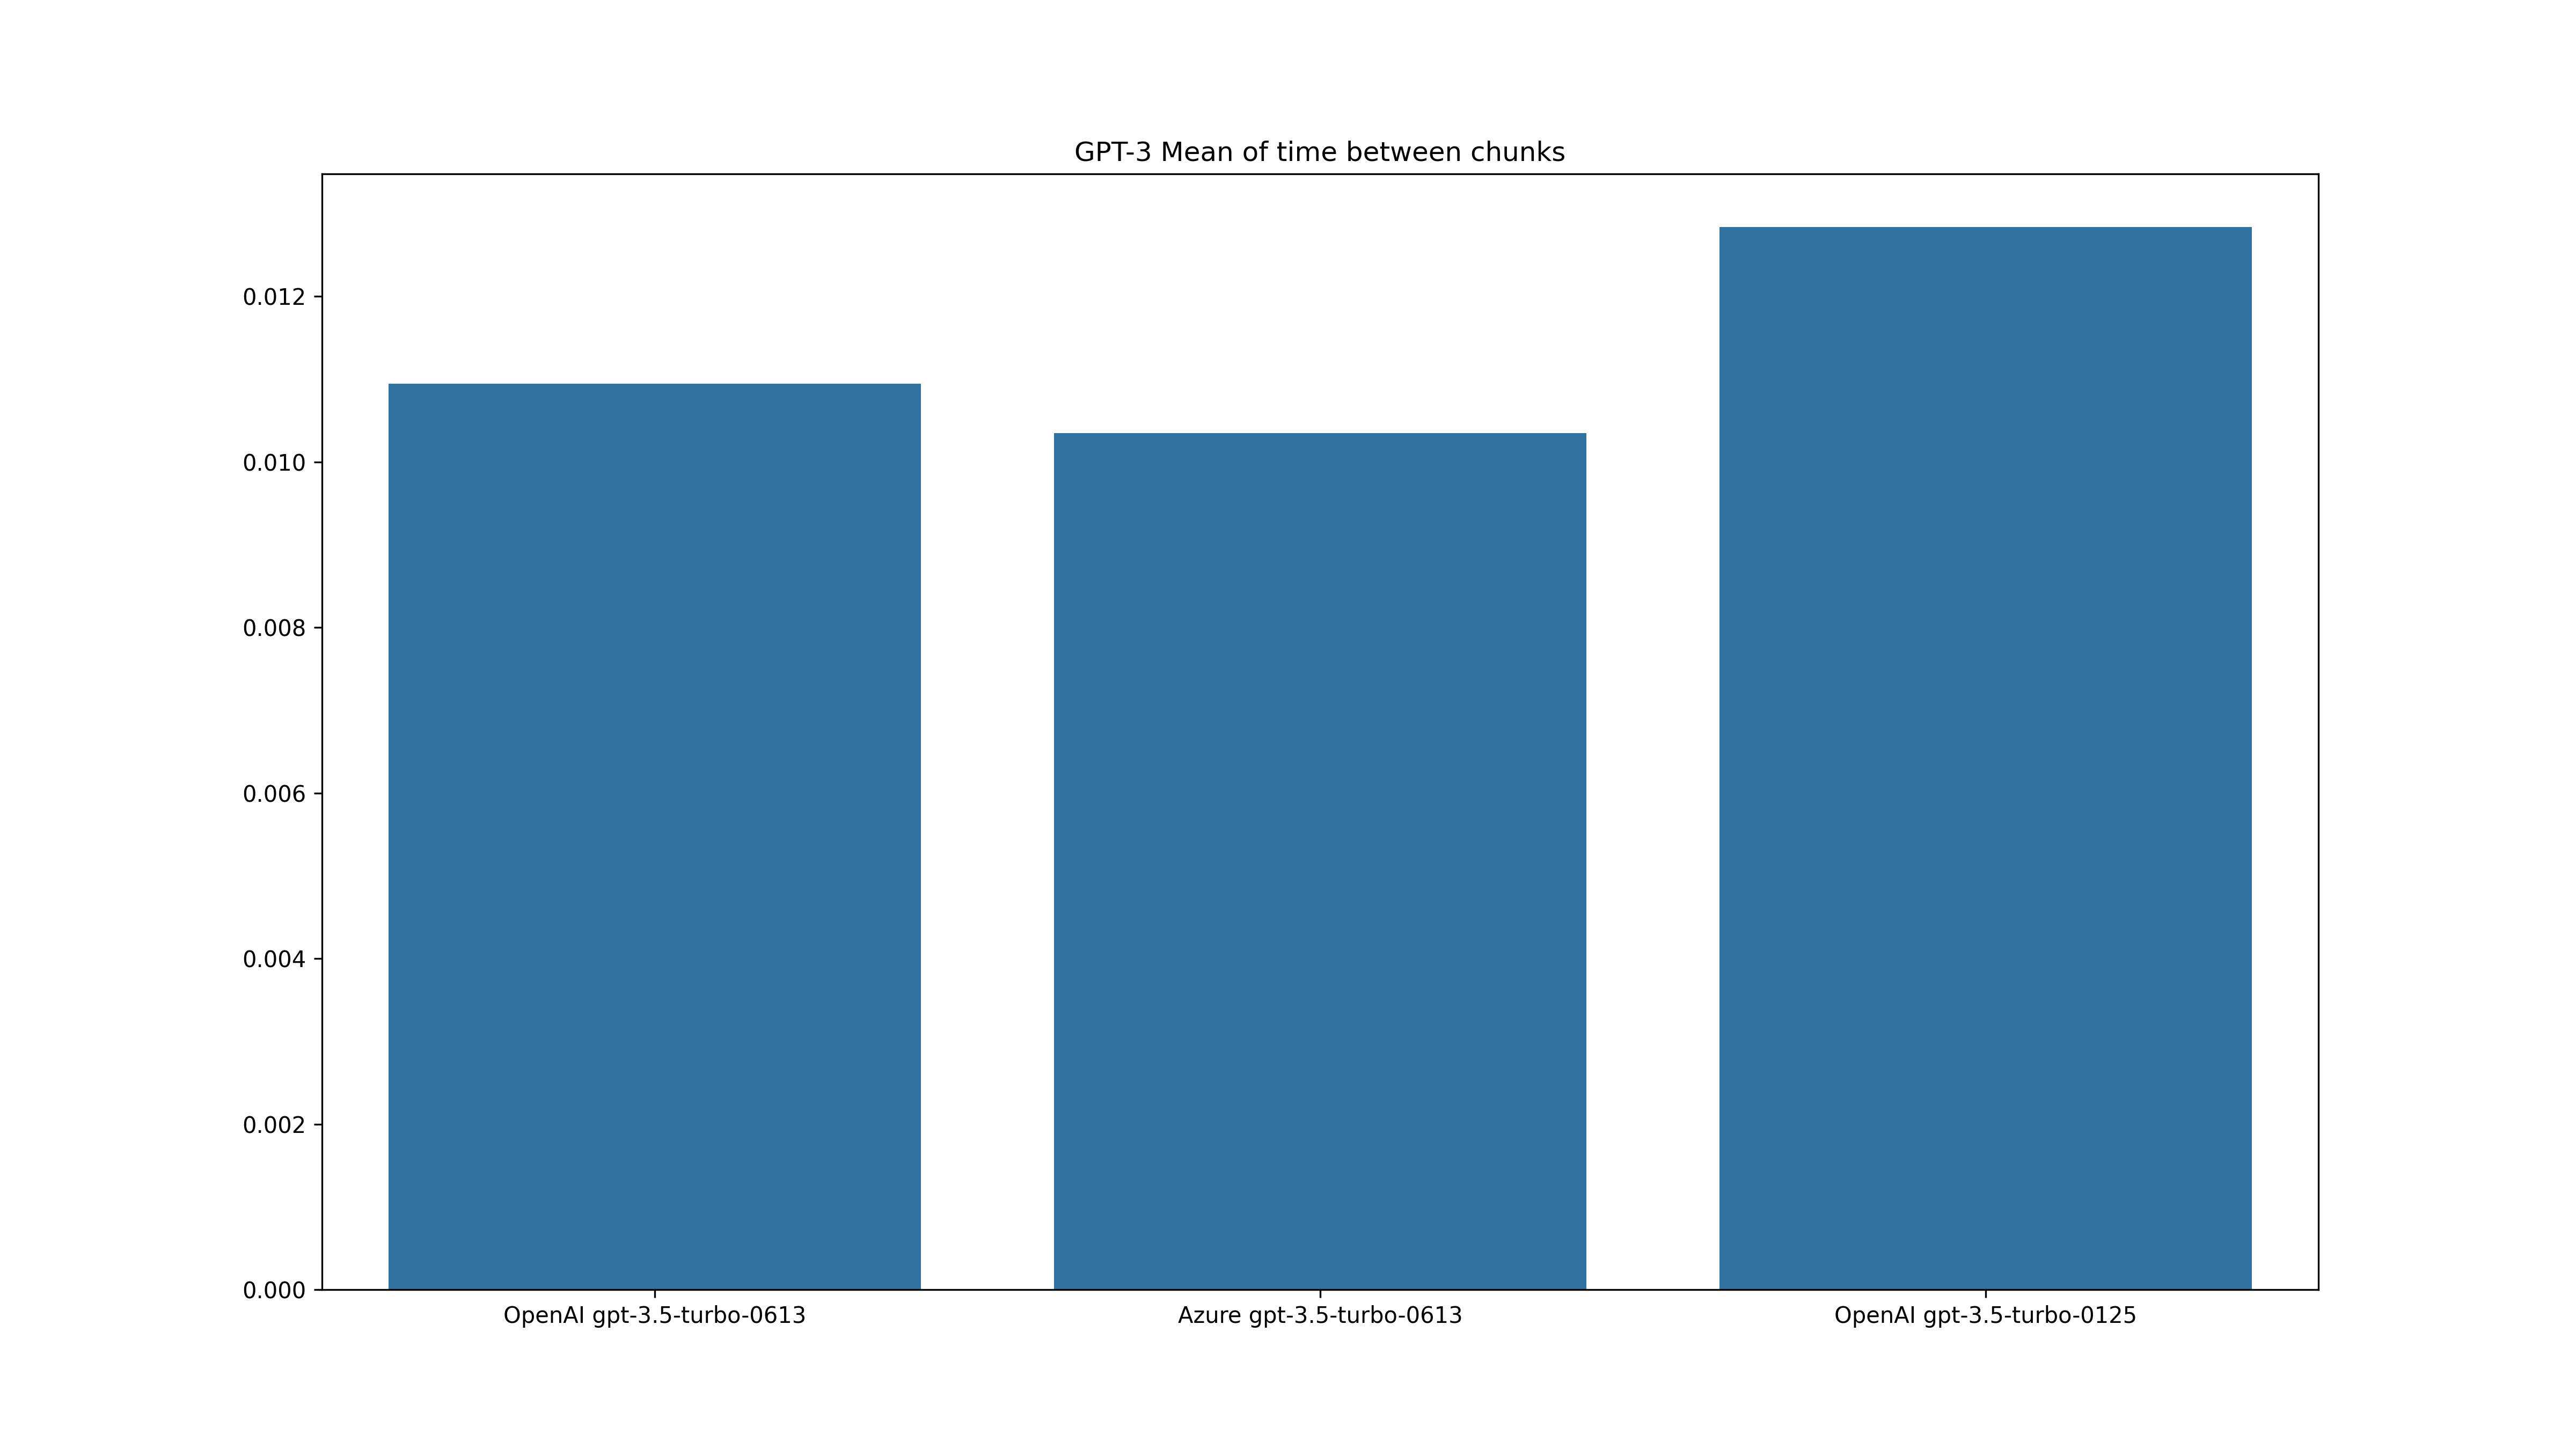 GPT-3 Mean of time between chunks
0.012
0.010
0.008
0.006
0.004
0.002
0.000
OpenAI gpt-3.5-turbo-0613
Azure gpt-3.5-turbo-0613
OpenAI gpt-3.5-turbo-0125